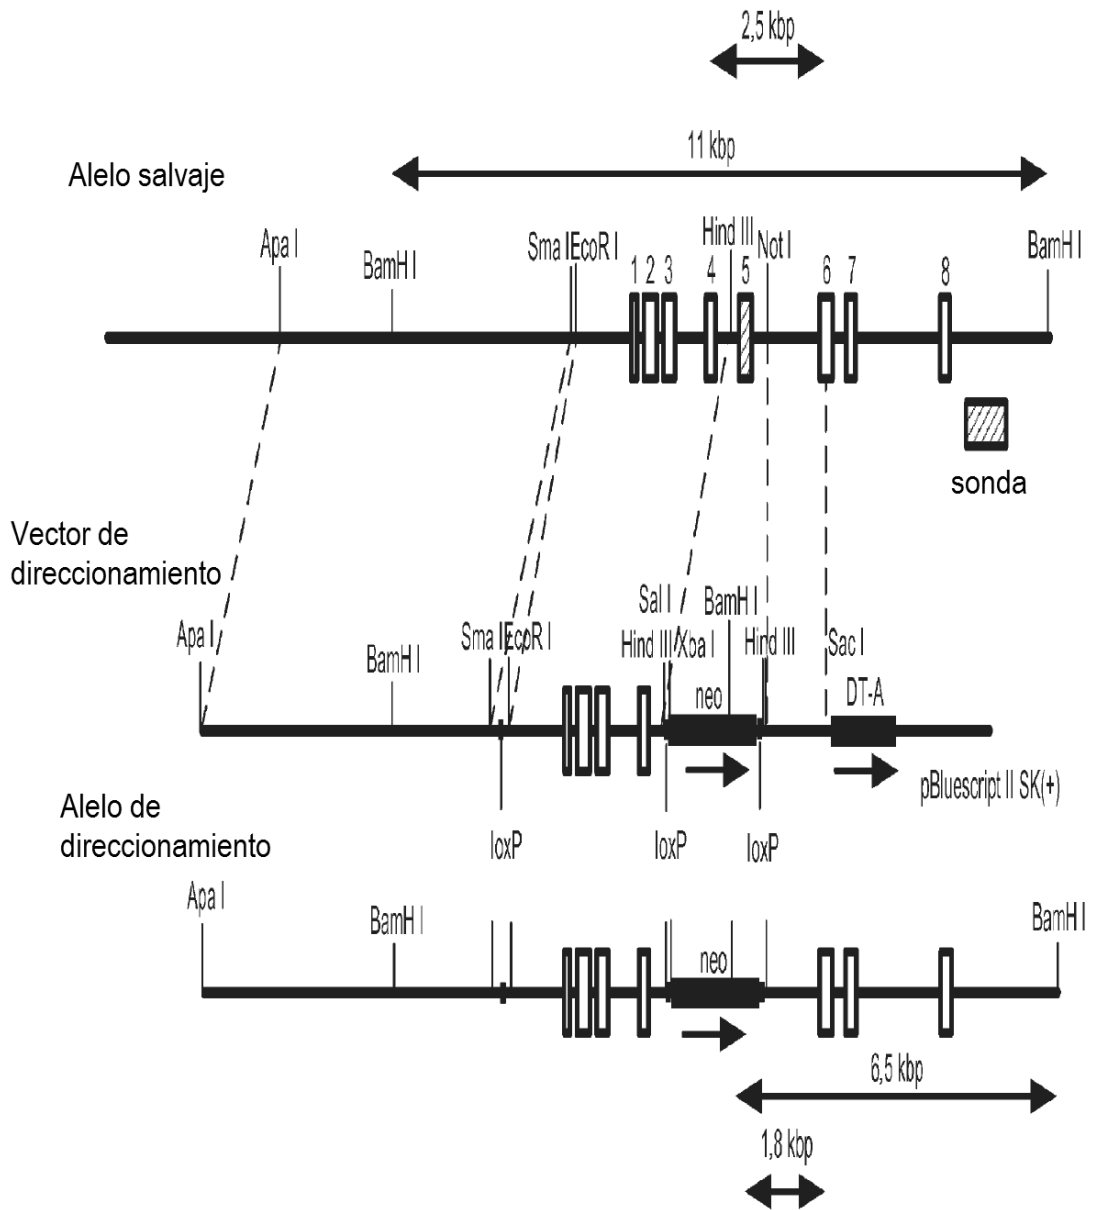 2,5 kbp
11 kbp
Alelo salvaje
Apa I
BamH I
Sma I
EcoR I
1 2 3 4 5 6 7 8
Hind III
Not I
BamH I
sonda
Vector de
direccionamiento
Apa I
BamH I
Sma I
EcoR I
Sal I
Hind III
Xba I
BamH I
Hind III
Sac I
neo
DT-A
pBluescript II SK(+)
loxP
loxP
loxP
Alelo de
direccionamiento
Apa I
BamH I
neo
BamH I
6,5 kbp
1,8 kbp